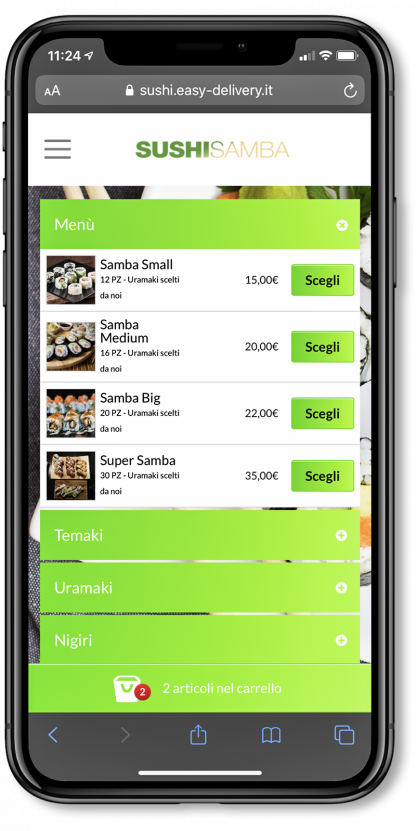 11:24
AA sushi.easy-delivery.it
SUSHISAMBA
Menù
Samba Small
12 PZ - Uramaki scelti
da noi
15,00€
Scegli
Samba
Medium
16 PZ - Uramaki scelti
da noi
20,00€
Scegli
Samba Big
20 PZ - Uramaki scelti
da noi
22,00€
Scegli
Super Samba
30 PZ - Uramaki scelti
da noi
35,00€
Scegli
Temaki
Uramaki
Nigiri
2 2 articoli nel carrello